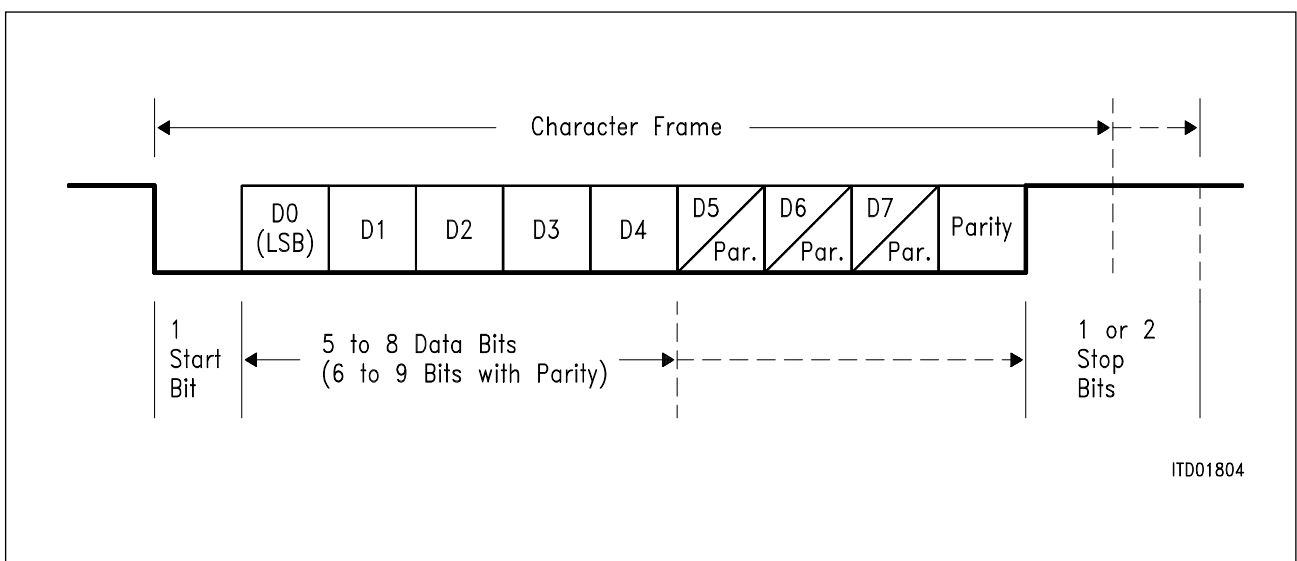 Character Frame
D0
(LSB)
D1
D2
D3
D4
D5
Par.
D6
Par.
D7
Par.
Parity
1
Start
Bit
5 to 8 Data Bits
(6 to 9 Bits with Parity)
1 or 2
Stop
Bits
ITD01804